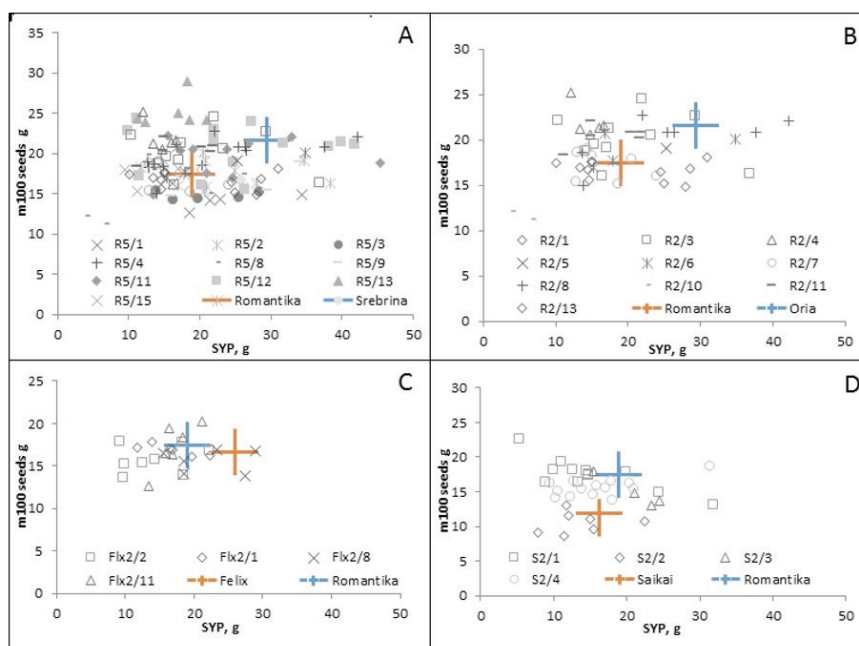 A
m100 seeds g
35
30
25
20
15
10
5
0
0 10 20 30 40 50
SYP, g
R5/1 R5/2 R5/3
R5/4 R5/8 R5/9
R5/11 R5/12 R5/13
R5/15 Romantika Srebrina
B
m100 seeds g
30
25
20
15
10
5
0
0 10 20 30 40 50
SYP, g
R2/1 R2/3 R2/4
R2/5 R2/6 R2/7
R2/8 R2/10 R2/11
R2/13 Romantika Oria
C
m100 seeds g
25
20
15
10
5
0
0 10 20 30 40 50
SYP, g
Flx2/2 Flx2/1 Flx2/8
Flx2/11 Felix Romantika
D
m100 seeds g
30
25
20
15
10
5
0
0 10 20 30 40 50
SYP, g
S2/1 S2/2 S2/3
S2/4 Saikai Romantika